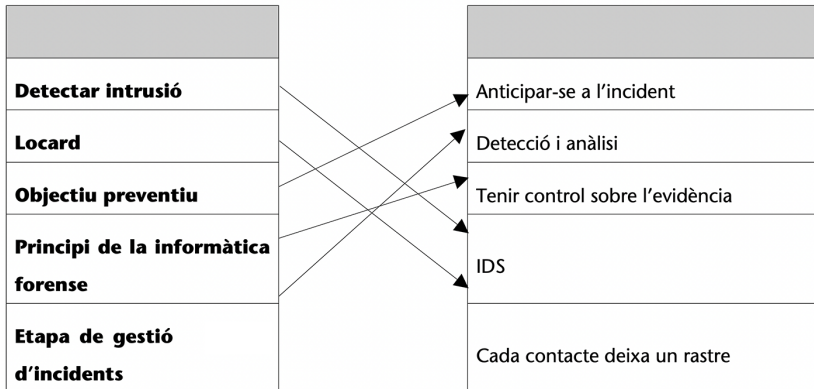 Detectar intrusió
Locard
Objectiu preventiu
Principi de la informàtica
forense
Etapa de gestió
d’incidents
Anticipar-se a l’incident
Detecció i anàlisi
Tenir control sobre l’evidència
IDS
Cada contacte deixa un rastre